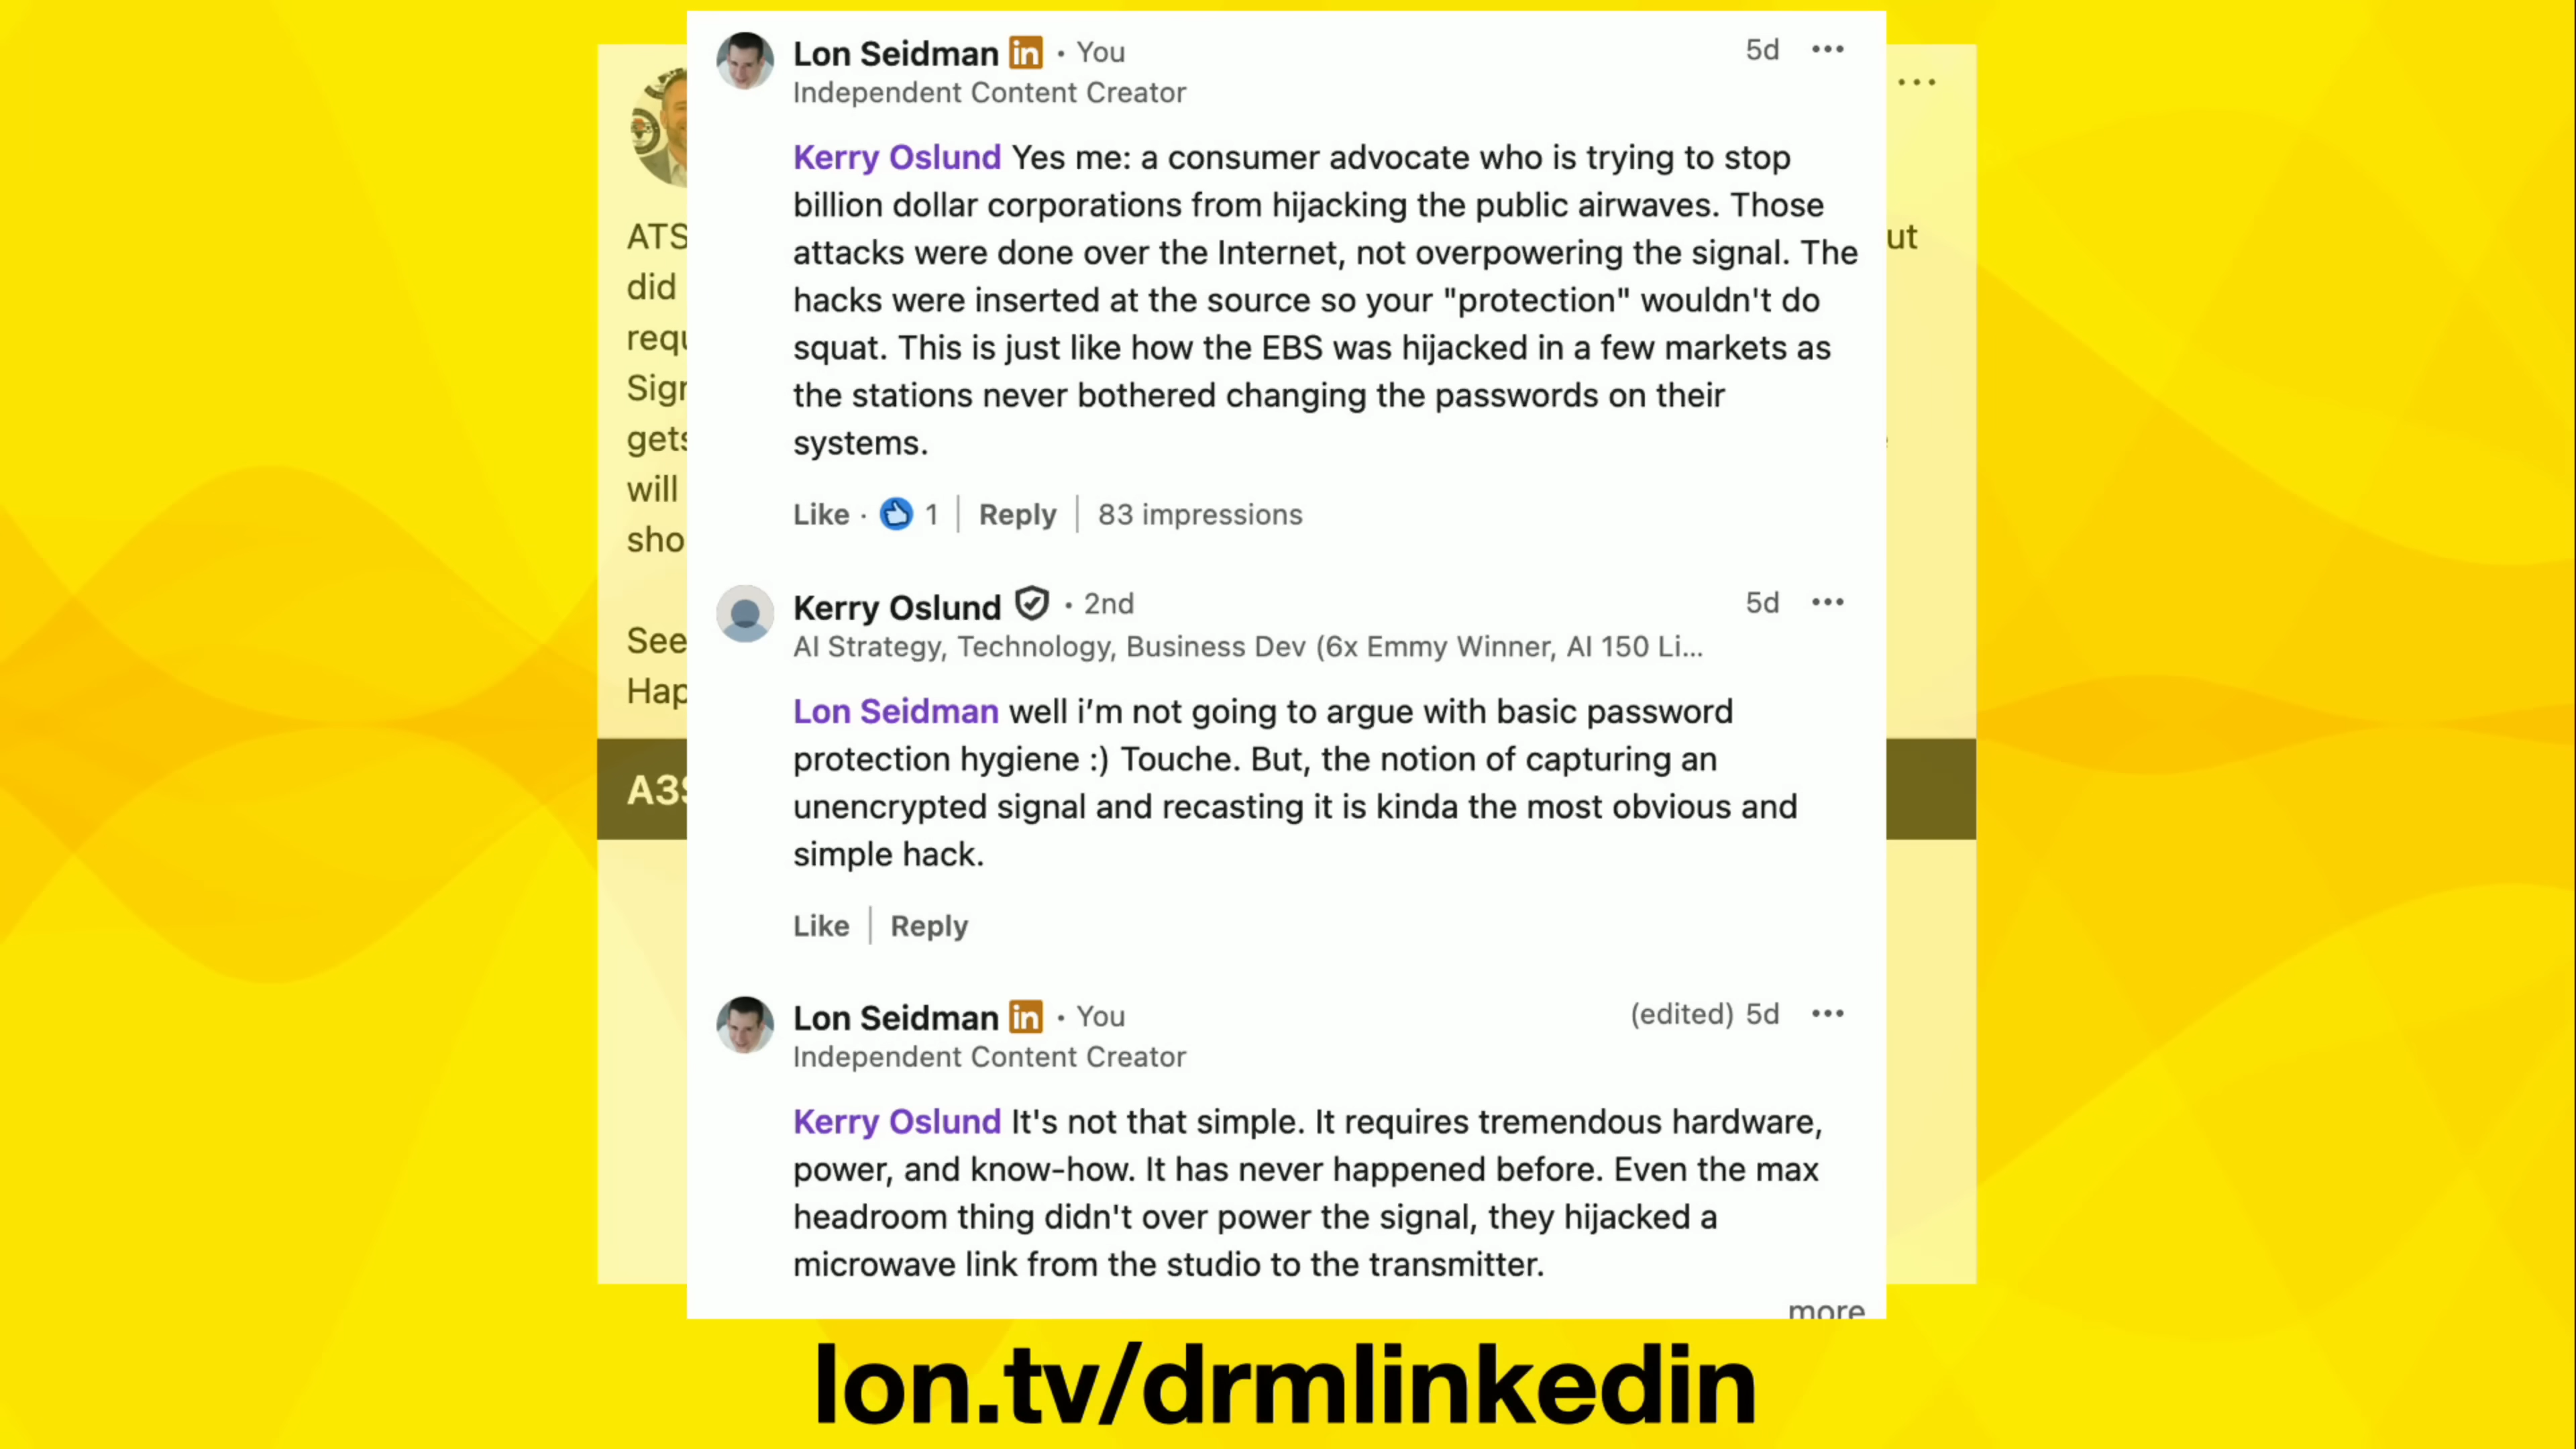 Lon Seidman in • You
5d •••
Independent Content Creator
Kerry Oslund Yes me: a consumer advocate who is trying to stop
billion dollar corporations from hijacking the public airwaves. Those
attacks were done over the Internet, not overpowering the signal. The
hacks were inserted at the source so your "protection" wouldn't do
squat. This is just like how the EBS was hijacked in a few markets as
the stations never bothered changing the passwords on their
systems.
Like · 1 | Reply | 83 impressions
Kerry Oslund • 2nd
5d •••
AI Strategy, Technology, Business Dev (6x Emmy Winner, AI 150 Li...
Lon Seidman well i'm not going to argue with basic password
protection hygiene :) Touche. But, the notion of capturing an
unencrypted signal and recasting it is kinda the most obvious and
simple hack.
Like | Reply
Lon Seidman in • You
(edited) 5d •••
Independent Content Creator
Kerry Oslund It's not that simple. It requires tremendous hardware,
power, and know-how. It has never happened before. Even the max
headroom thing didn't over power the signal, they hijacked a
microwave link from the studio to the transmitter.
more
did
will
See
lon.tv/drmlinkedin